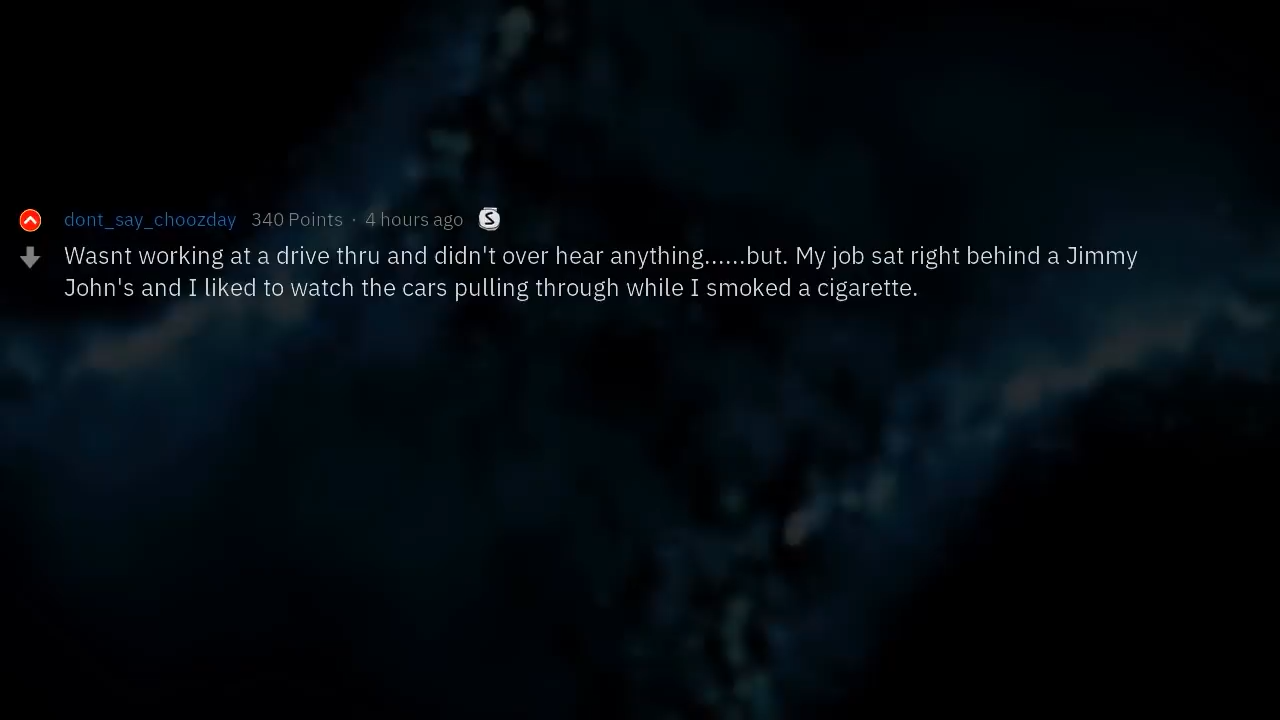 dont_say_choozday 340 Points · 4 hours ago S
Wasnt working at a drive thru and didn't over hear anything......but. My job sat right behind a Jimmy
John's and I liked to watch the cars pulling through while I smoked a cigarette.